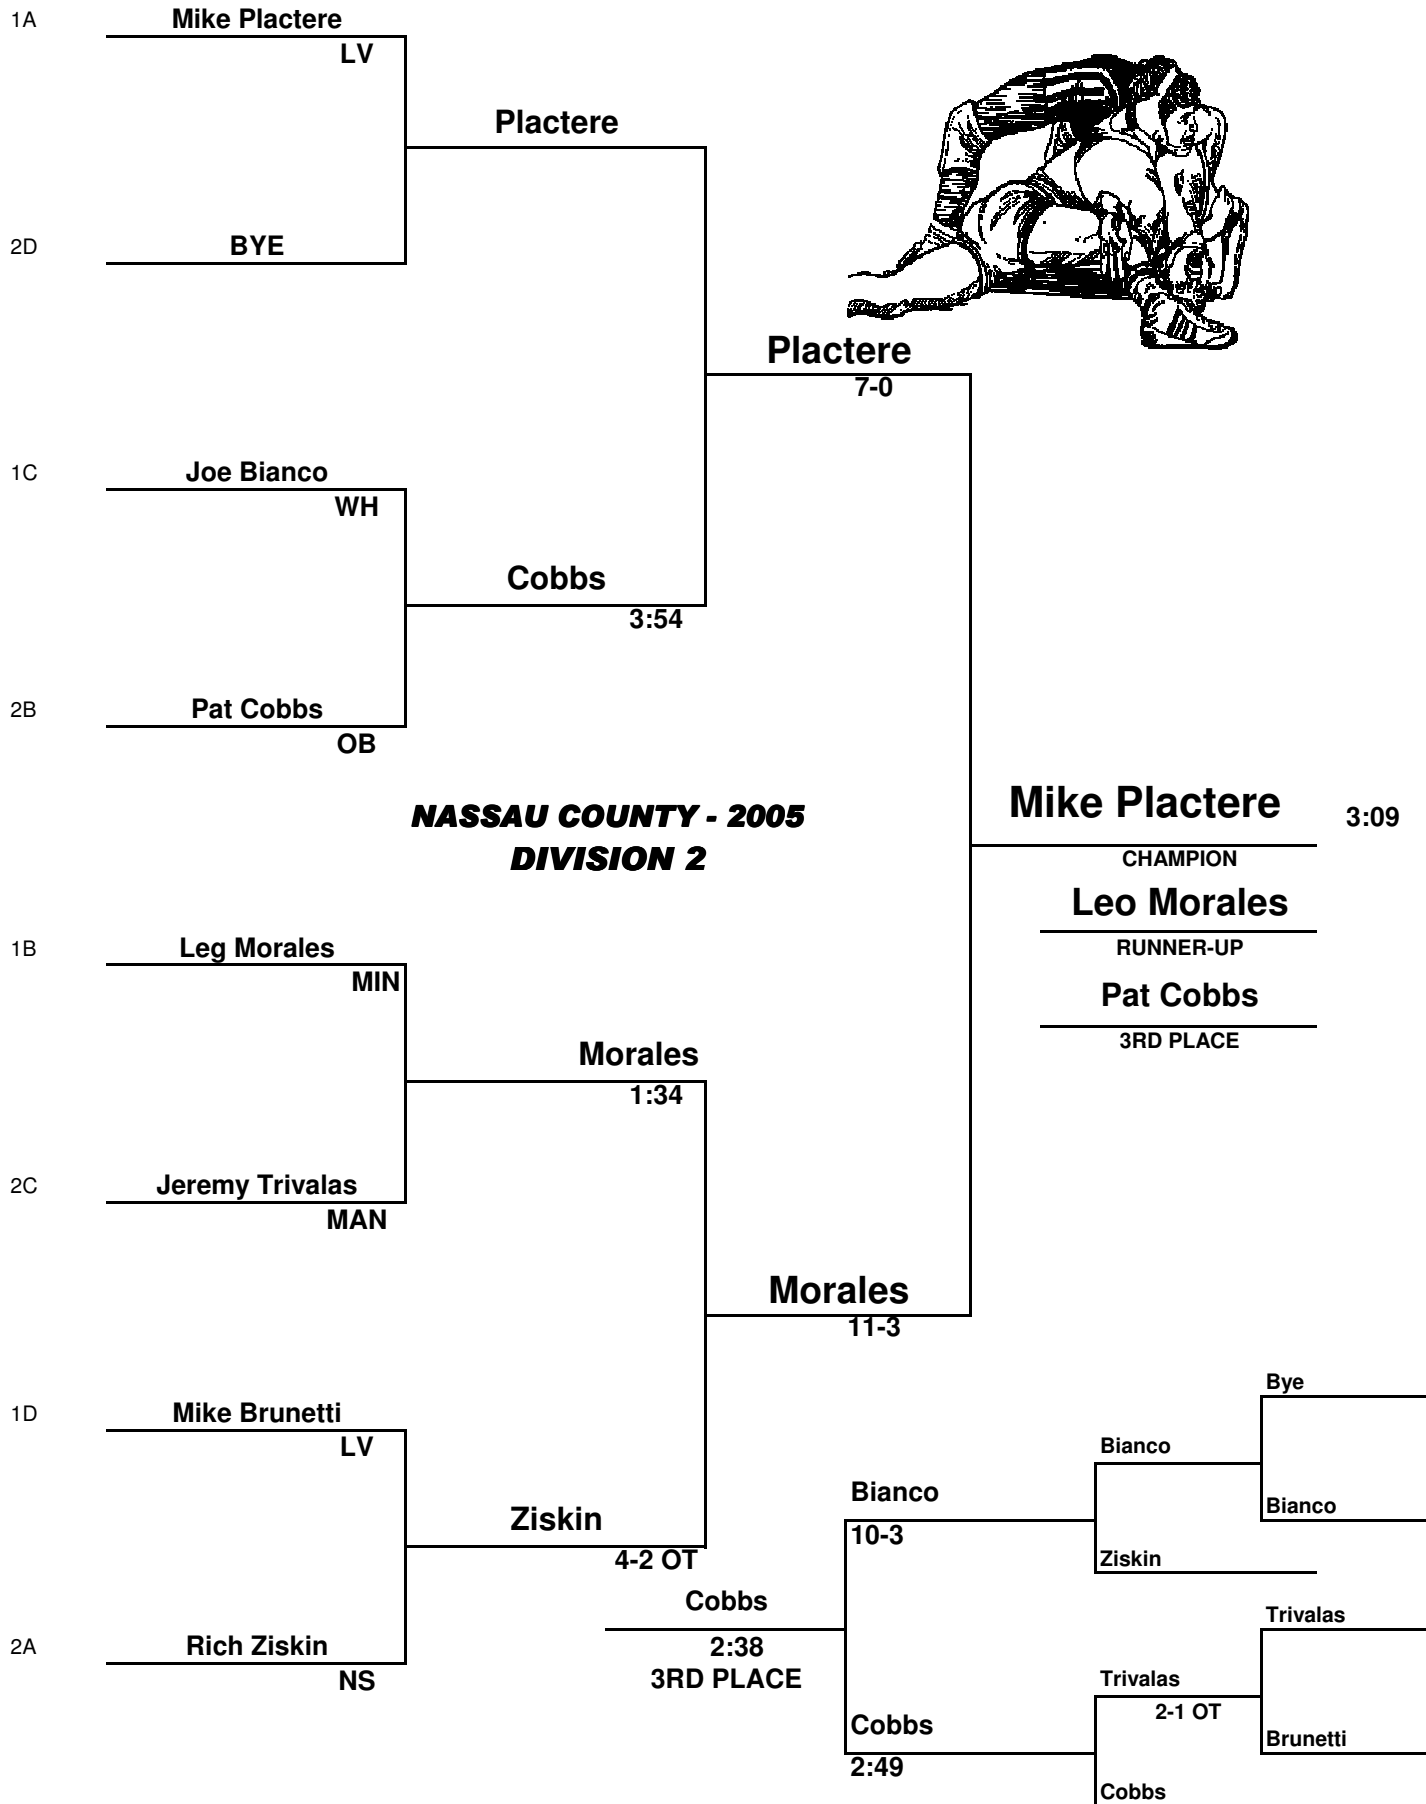 1A
Mike Plactere
LV
Plactere
2D
BYE
Plactere
7-0
1C
Joe Bianco
WH
Cobbs
3:54
2B
Pat Cobbs
OB
NASSAU COUNTY - 2005
DIVISION 2
Mike Plactere
3:09
CHAMPION
Leo Morales
RUNNER-UP
Pat Cobbs
3RD PLACE
1B
Leg Morales
MIN
Morales
1:34
2C
Jeremy Trivalas
MAN
Morales
11-3
1D
Mike Brunetti
LV
Ziskin
4-2 OT
2A
Rich Ziskin
NS
Bye
Bianco
Bianco
Bianco
10-3
Ziskin
Cobbs
2:38
3RD PLACE
Trivalas
Trivalas
2-1 OT
Brunetti
Cobbs
2:49
Cobbs